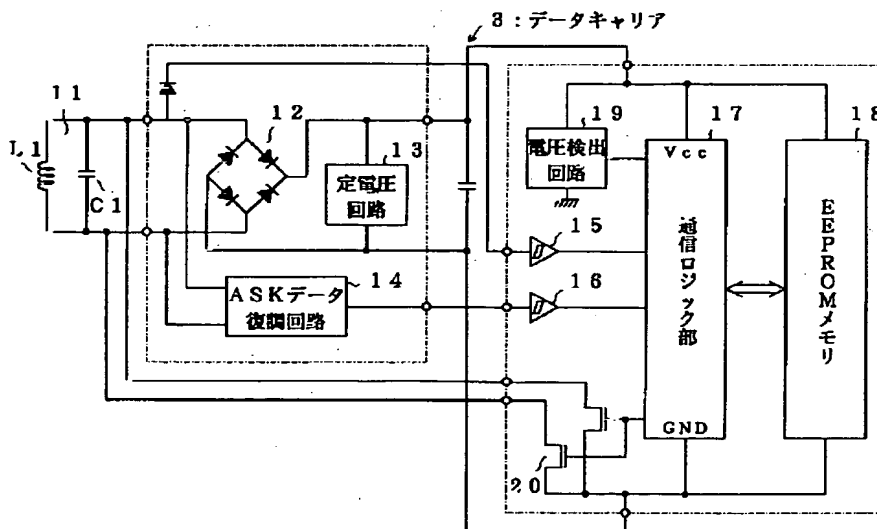 3:データキャリア
11
12
19
17
18
L1
13
電圧検出
回路
Vcc
定電圧
回路
C1
15
通信ロジック部
EEPROMメモリ
14
16
ASKデータ
復調回路
GND
20